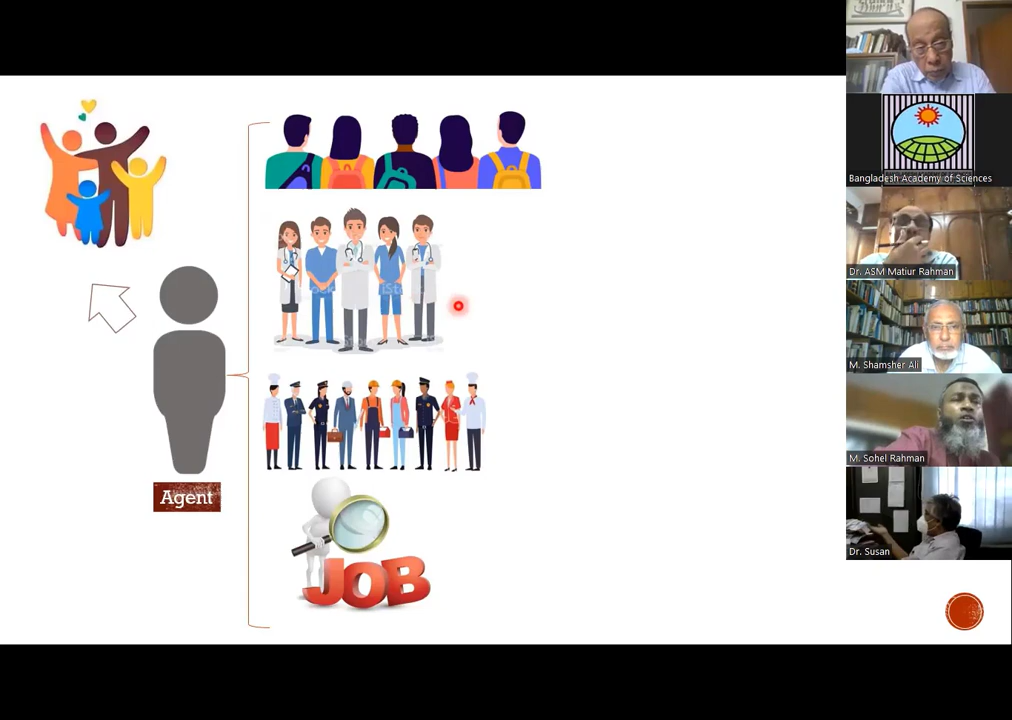 Agent
JOB
Bangladesh Academy of Sciences
Dr. ASM Matiur Rahman
M. Shamsher Ali
M. Sohel Rahman
Dr. Susan